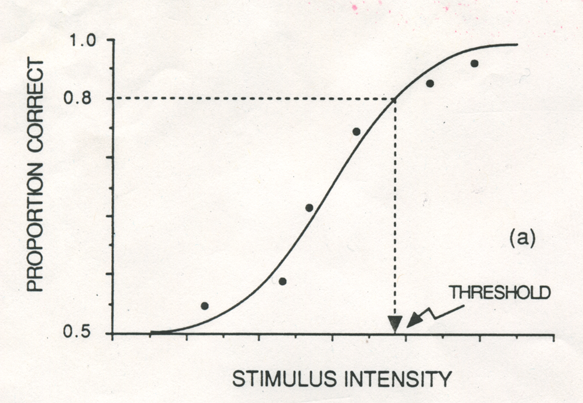 1.0
0.8
0.5
PROPORTION CORRECT
(a)
THRESHOLD
STIMULUS INTENSITY